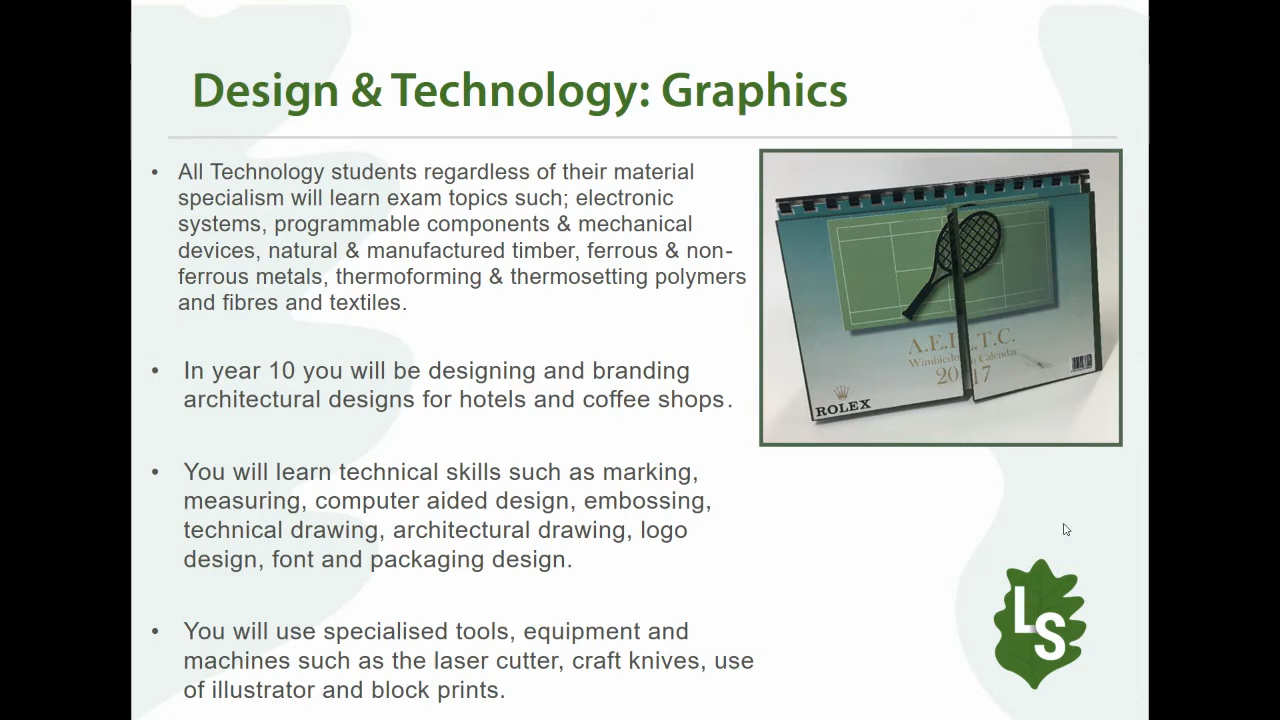 Design & Technology: Graphics
• All Technology students regardless of their material
specialism will learn exam topics such; electronic
systems, programmable components & mechanical
devices, natural & manufactured timber, ferrous & non-
ferrous metals, thermoforming & thermosetting polymers
and fibres and textiles.
• In year 10 you will be designing and branding
architectural designs for hotels and coffee shops.
• You will learn technical skills such as marking,
measuring, computer aided design, embossing,
technical drawing, architectural drawing, logo
design, font and packaging design.
• You will use specialised tools, equipment and
machines such as the laser cutter, craft knives, use
of illustrator and block prints.
Calendar
ROLEX
LS